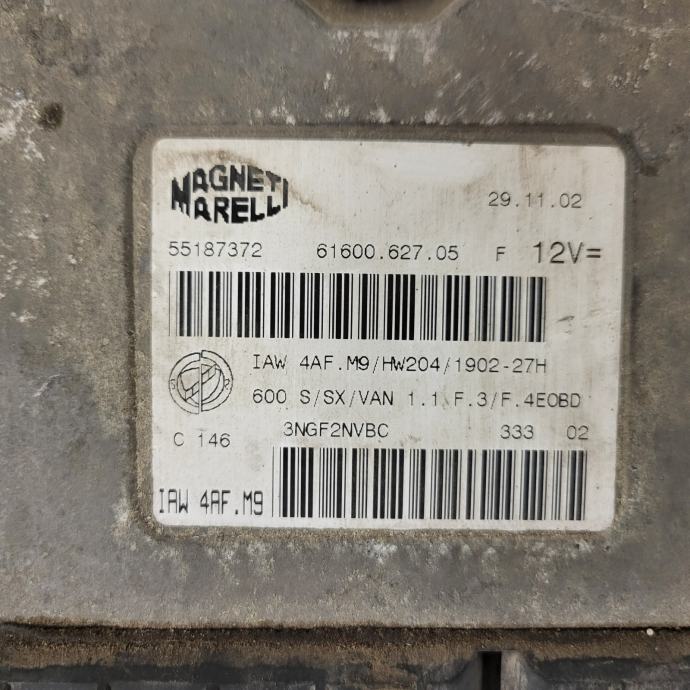 MAGNETI
MARELLI
29.11.02
55187372 61600.627.05 F 12V=
IAW 4AF.M9/HW204/1902-27H
600 S/SX/VAN 1.1 F.3/F.4EOBD
C 146 3NGF2NVBC 333 02
IAW 4AF.M9